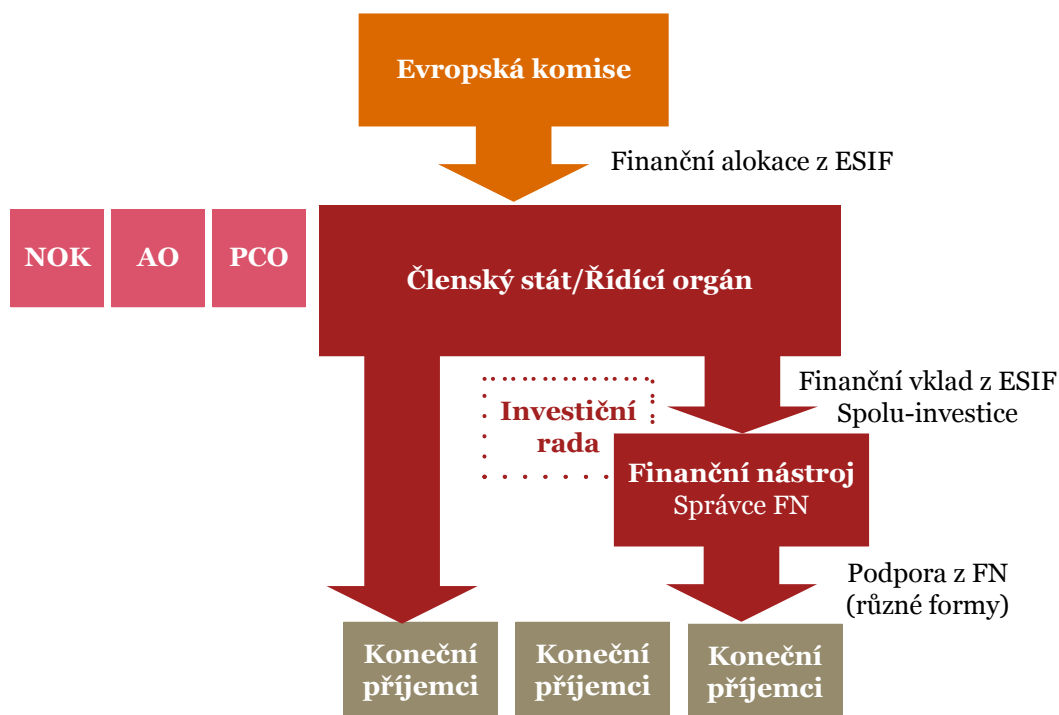 Evropská komise
Finanční alokace z ESIF
NOK
AO
PCO
Členský stát/Řídící orgán
Finanční vklad z ESIF
Spolu-investice
Investiční
rada
Finanční nástroj
Správce FN
Podpora z FN
(různé formy)
Koneční
příjemci
Koneční
příjemci
Koneční
příjemci